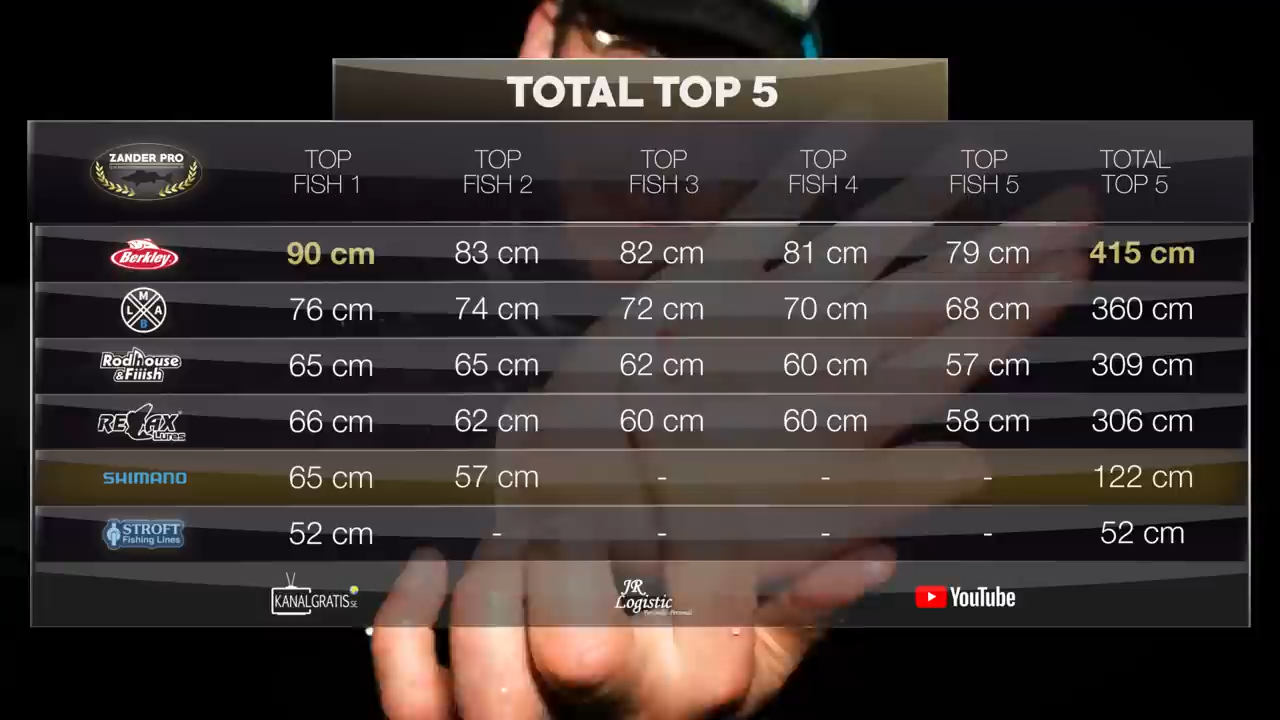 TOTAL TOP 5
ZANDER PRO
TOP FISH 1
TOP FISH 2
TOP FISH 3
TOP FISH 4
TOP FISH 5
TOTAL TOP 5
Berkley 90 cm 83 cm 82 cm 81 cm 79 cm 415 cm
LMAB 76 cm 74 cm 72 cm 70 cm 68 cm 360 cm
Rodhouse &Fiiish 65 cm 65 cm 62 cm 60 cm 57 cm 309 cm
RELAX Lures 66 cm 62 cm 60 cm 60 cm 58 cm 306 cm
SHIMANO 65 cm 57 cm - - - 122 cm
STROFT Fishing Lines 52 cm - - - - 52 cm
KANALGRATIS.SE
JR Logistic
YouTube